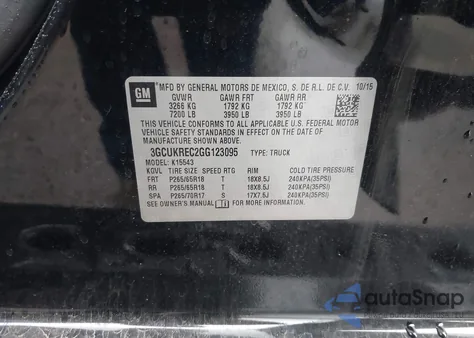 GM MFD BY GENERAL MOTORS DE MEXICO, S. DE R.L. DE C.V. 10/15
GVWR GAWR FRT GAWR RR
3266 KG 1792 KG 1792 KG
7200 LB 3950 LB 3950 LB
THIS VEHICLE CONFORMS TO ALL APPLICABLE U.S. FEDERAL MOTOR
VEHICLE SAFETY STANDARDS IN EFFECT ON THE DATE OF
MANUFACTURE SHOWN ABOVE.
3GCUKREC2GG123095 TYPE: TRUCK
MODEL: K15543
KGVW TIRE SIZE SPEED RTG RIM COLD TIRE PRESSURE
FRT P265/65R18 T 18X8.5J 240KPA(35PSI)
RR P265/65R18 T 18X8.5J 240KPA(35PSI)
SPA P265/70R17 S 17X7.5J 240KPA(35PSI)
SEE OWNER'S MANUAL FOR MORE INFORMATION.
autoSnap